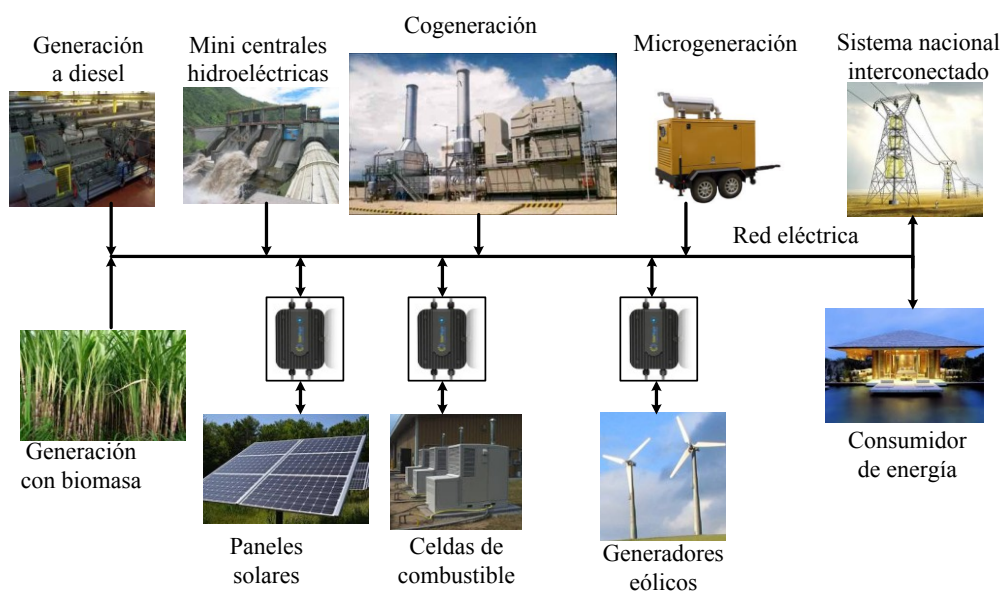 Generación
a diesel
Mini centrales
hidroeléctricas
Cogeneración
Microgeneración
Sistema nacional
interconectado
Red eléctrica
Generación
con biomasa
Paneles
solares
Celdas de
combustible
Generadores
eólicos
Consumidor
de energía